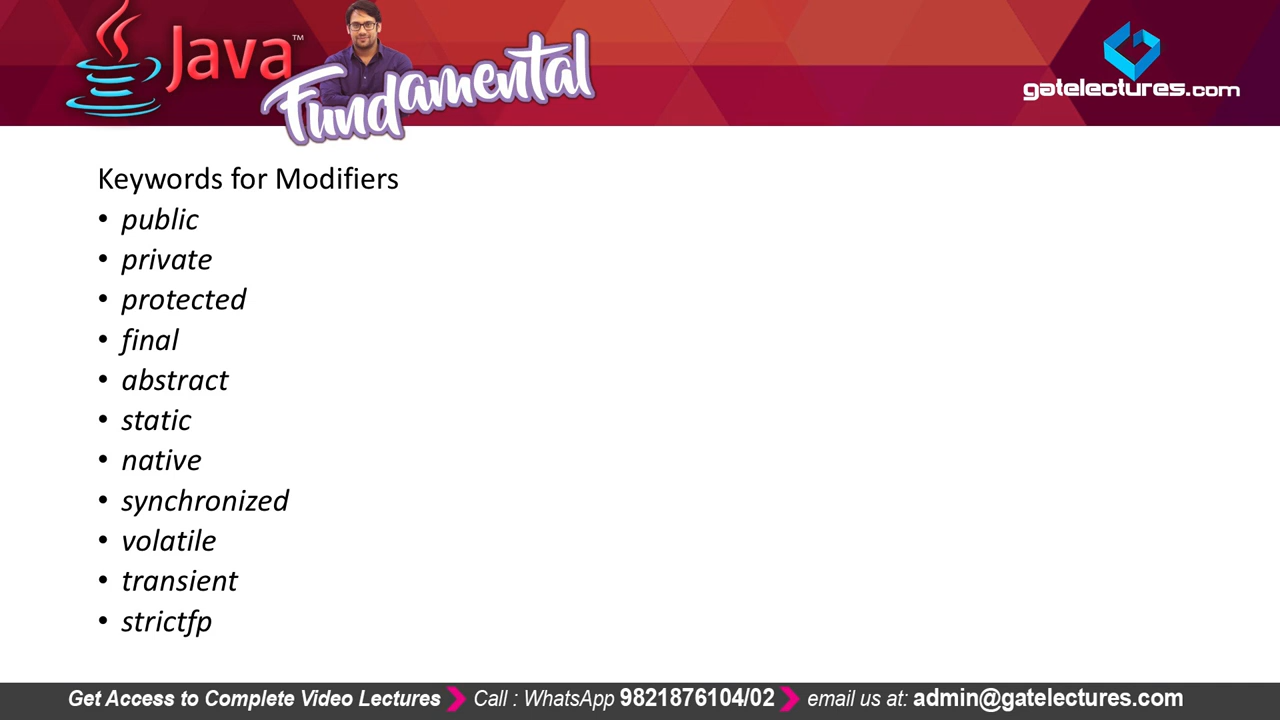 Java™
Fundamental
gatelectures.com
Keywords for Modifiers
• public
• private
• protected
• final
• abstract
• static
• native
• synchronized
• volatile
• transient
• strictfp
Get Access to Complete Video Lectures Call : WhatsApp 9821876104/02 email us at: admin@gatelectures.com